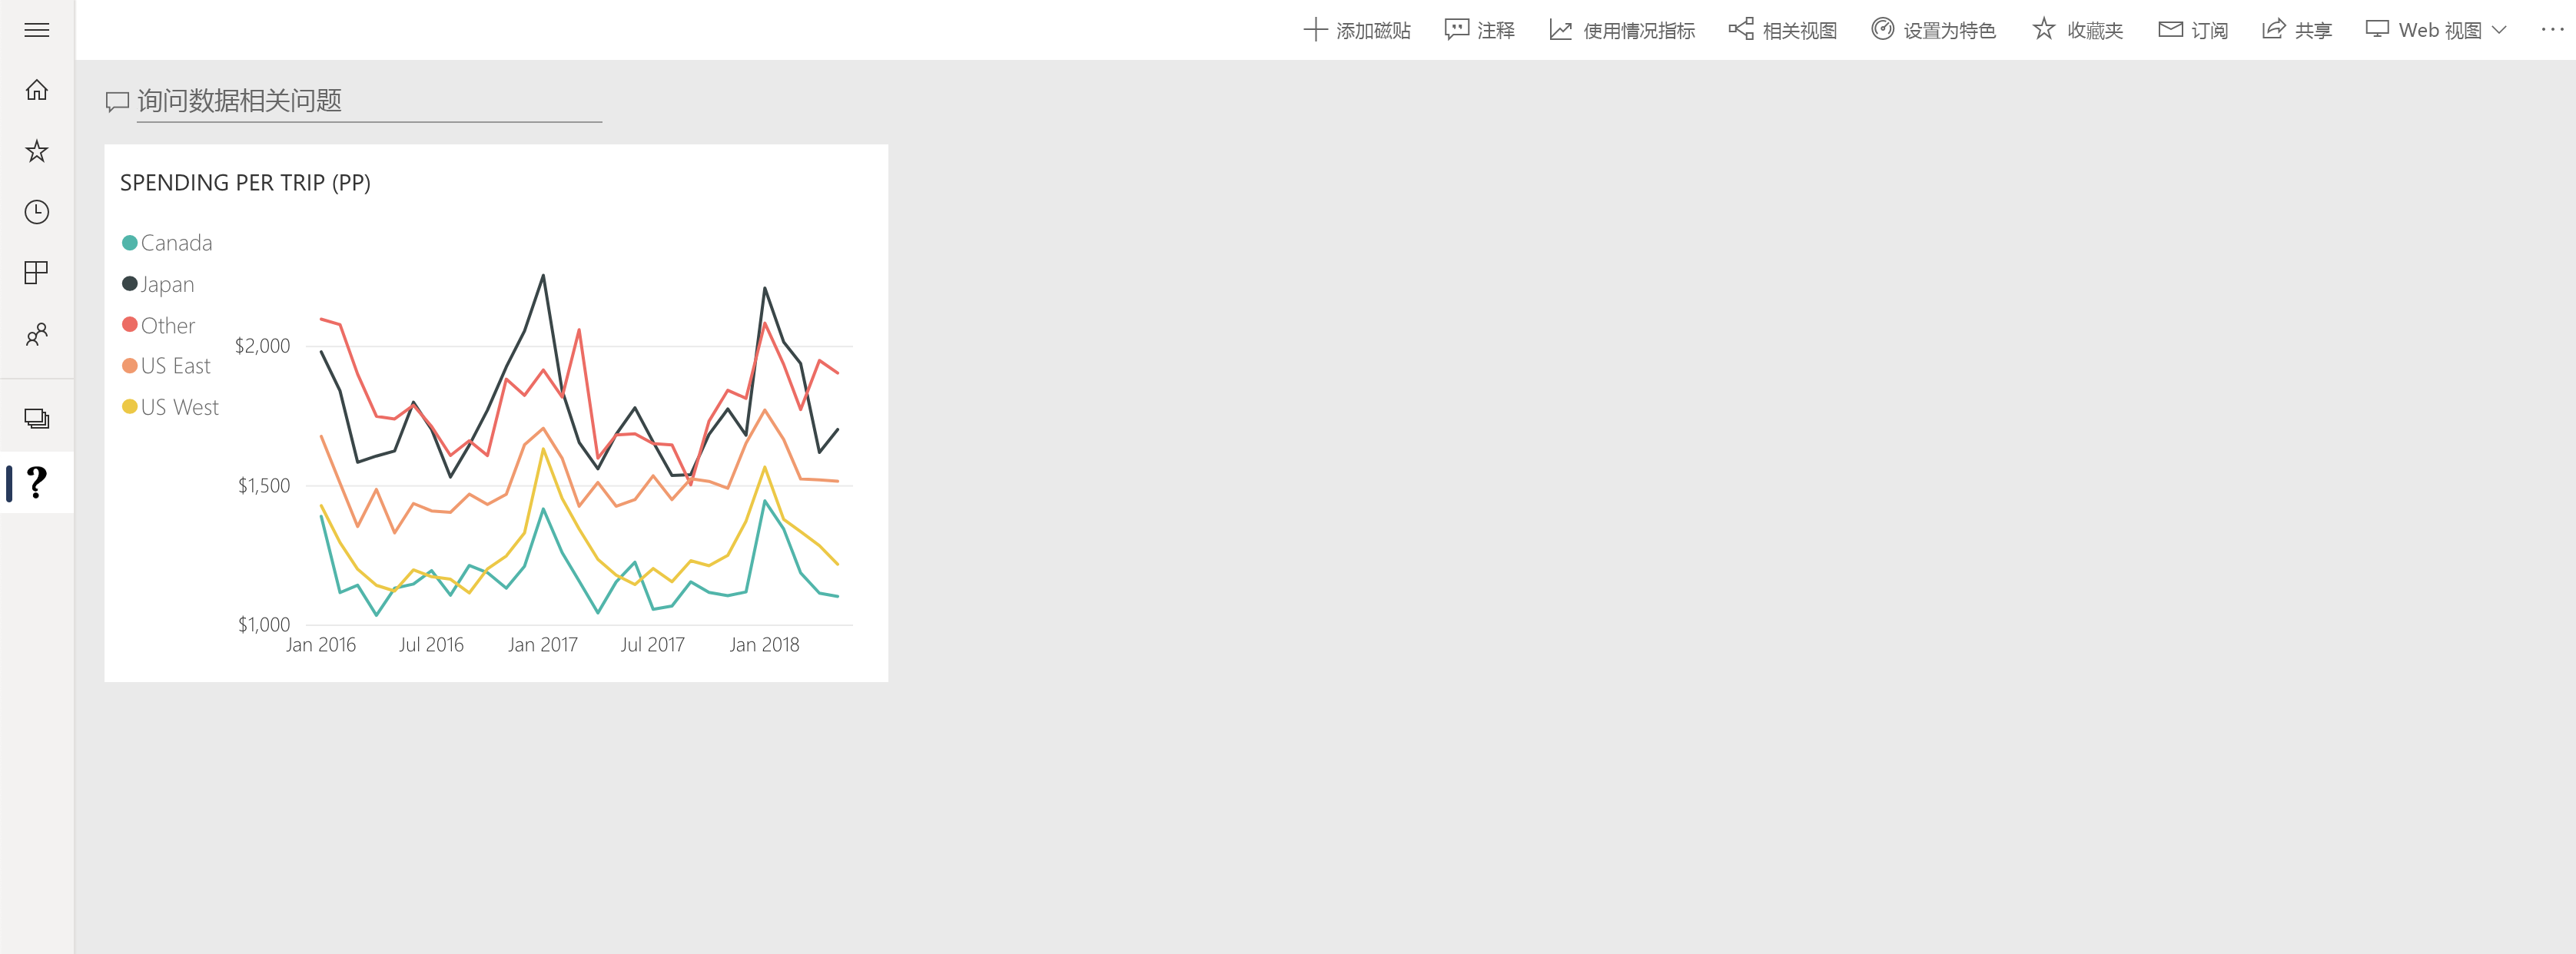 添加磁贴 注释 使用情况指标 相关视图 设置为特色 收藏夹 订阅 共享 Web 视图 ···
询问数据相关问题
SPENDING PER TRIP (PP)
Canada
Japan
Other
US East
US West
$2,000
$1,500
$1,000
Jan 2016 Jul 2016 Jan 2017 Jul 2017 Jan 2018
?